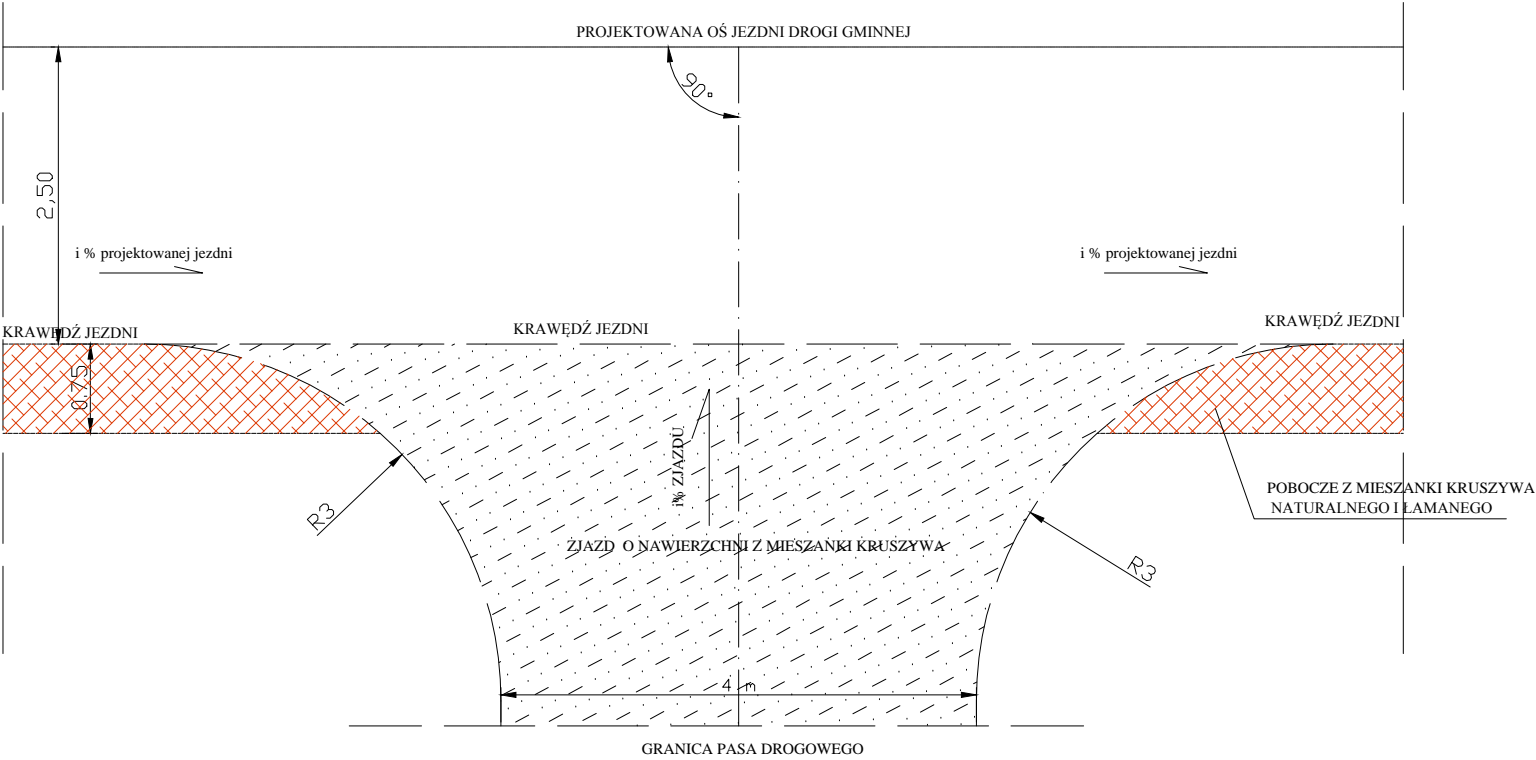 PROJEKTOWANA OŚ JEZDNI DROGI GMINNEJ
90°
2,50
i % projektowanej jezdni
i % projektowanej jezdni
KRAWĘDŹ JEZDNI
KRAWĘDŹ JEZDNI
KRAWĘDŹ JEZDNI
0.75
i% ZJAZDU
R3
POBOCZE Z MIESZANKI KRUSZYWA
NATURALNEGO I ŁAMANEGO
ZJAZD O NAWIERZCHNI Z MIESZANKI KRUSZYWA
R3
4 m
GRANICA PASA DROGOWEGO